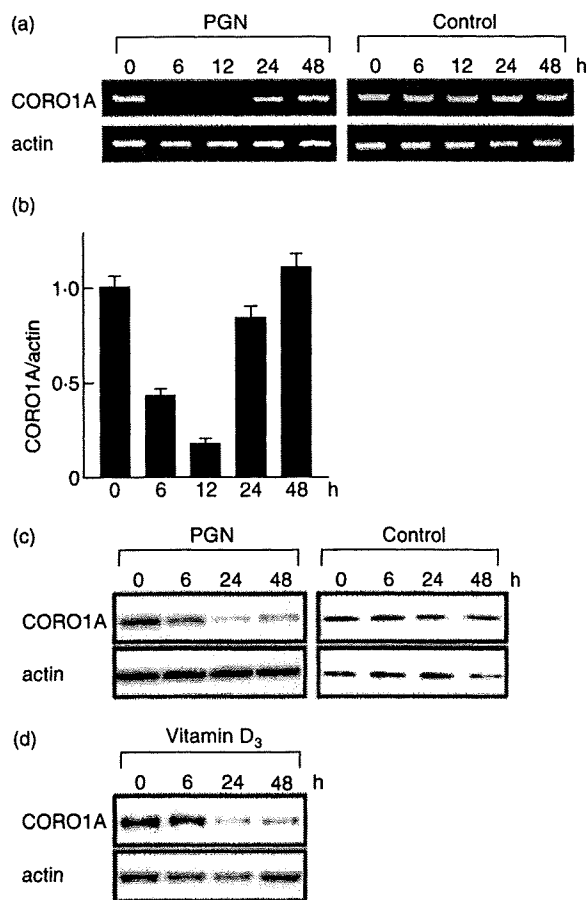 (a)
PGN Control
0 6 12 24 48 0 6 12 24 48 h
CORO1A
actin
(b)
CORO1A/actin
1·0
0·5
0
0 6 12 24 48 h
(c)
PGN Control
0 6 24 48 0 6 24 48 h
CORO1A
actin
(d)
Vitamin D₃
0 6 24 48 h
CORO1A
actin